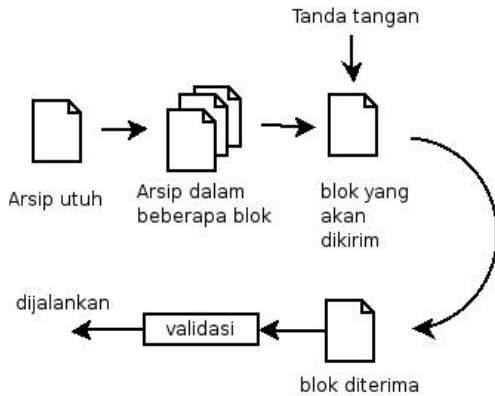 Tanda tangan
Arsip utuh
Arsip dalam
beberapa blok
blok yang
akan
dikirim
dijalankan
validasi
blok diterima